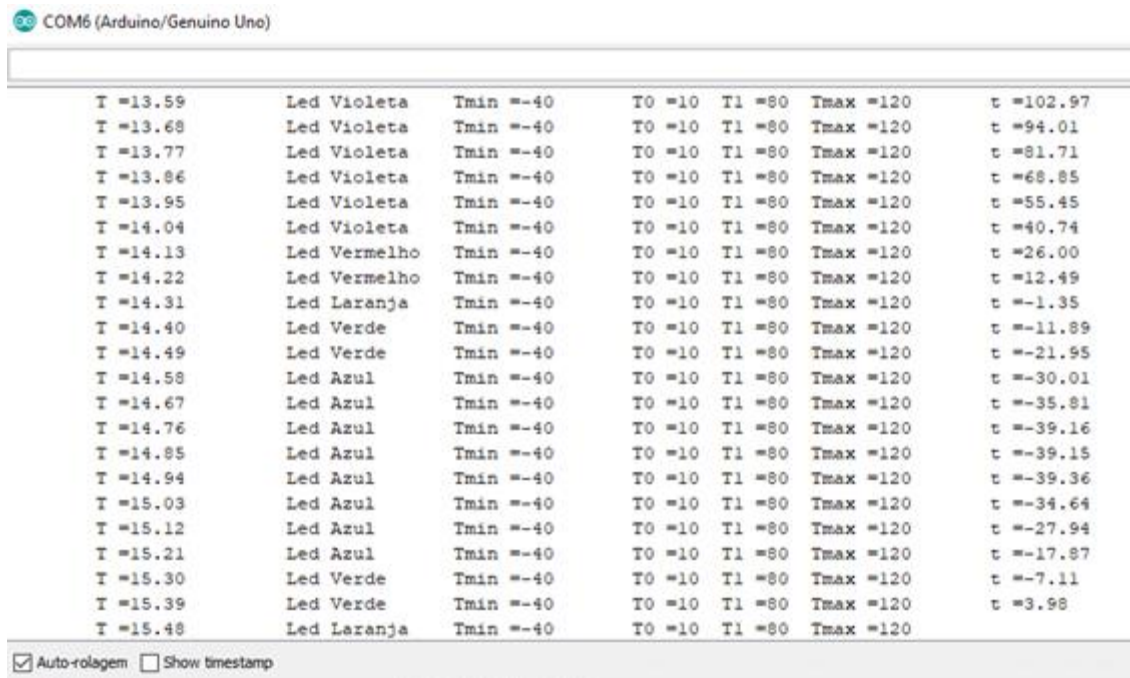 COM6 (Arduino/Genuino Uno)
T =13.59 Led Violeta Tmin =-40 T0 =10 T1 =80 Tmax =120 t =102.97
T =13.68 Led Violeta Tmin =-40 T0 =10 T1 =80 Tmax =120 t =94.01
T =13.77 Led Violeta Tmin =-40 T0 =10 T1 =80 Tmax =120 t =81.71
T =13.86 Led Violeta Tmin =-40 T0 =10 T1 =80 Tmax =120 t =68.85
T =13.95 Led Violeta Tmin =-40 T0 =10 T1 =80 Tmax =120 t =55.45
T =14.04 Led Violeta Tmin =-40 T0 =10 T1 =80 Tmax =120 t =40.74
T =14.13 Led Vermelho Tmin =-40 T0 =10 T1 =80 Tmax =120 t =26.00
T =14.22 Led Vermelho Tmin =-40 T0 =10 T1 =80 Tmax =120 t =12.49
T =14.31 Led Laranja Tmin =-40 T0 =10 T1 =80 Tmax =120 t =-1.35
T =14.40 Led Verde Tmin =-40 T0 =10 T1 =80 Tmax =120 t =-11.89
T =14.49 Led Verde Tmin =-40 T0 =10 T1 =80 Tmax =120 t =-21.95
T =14.58 Led Azul Tmin =-40 T0 =10 T1 =80 Tmax =120 t =-30.01
T =14.67 Led Azul Tmin =-40 T0 =10 T1 =80 Tmax =120 t =-35.81
T =14.76 Led Azul Tmin =-40 T0 =10 T1 =80 Tmax =120 t =-39.16
T =14.85 Led Azul Tmin =-40 T0 =10 T1 =80 Tmax =120 t =-39.15
T =14.94 Led Azul Tmin =-40 T0 =10 T1 =80 Tmax =120 t =-39.36
T =15.03 Led Azul Tmin =-40 T0 =10 T1 =80 Tmax =120 t =-34.64
T =15.12 Led Azul Tmin =-40 T0 =10 T1 =80 Tmax =120 t =-27.94
T =15.21 Led Azul Tmin =-40 T0 =10 T1 =80 Tmax =120 t =-17.87
T =15.30 Led Verde Tmin =-40 T0 =10 T1 =80 Tmax =120 t =-7.11
T =15.39 Led Verde Tmin =-40 T0 =10 T1 =80 Tmax =120 t =3.98
T =15.48 Led Laranja Tmin =-40 T0 =10 T1 =80 Tmax =120
Auto-rolagem Show timestamp